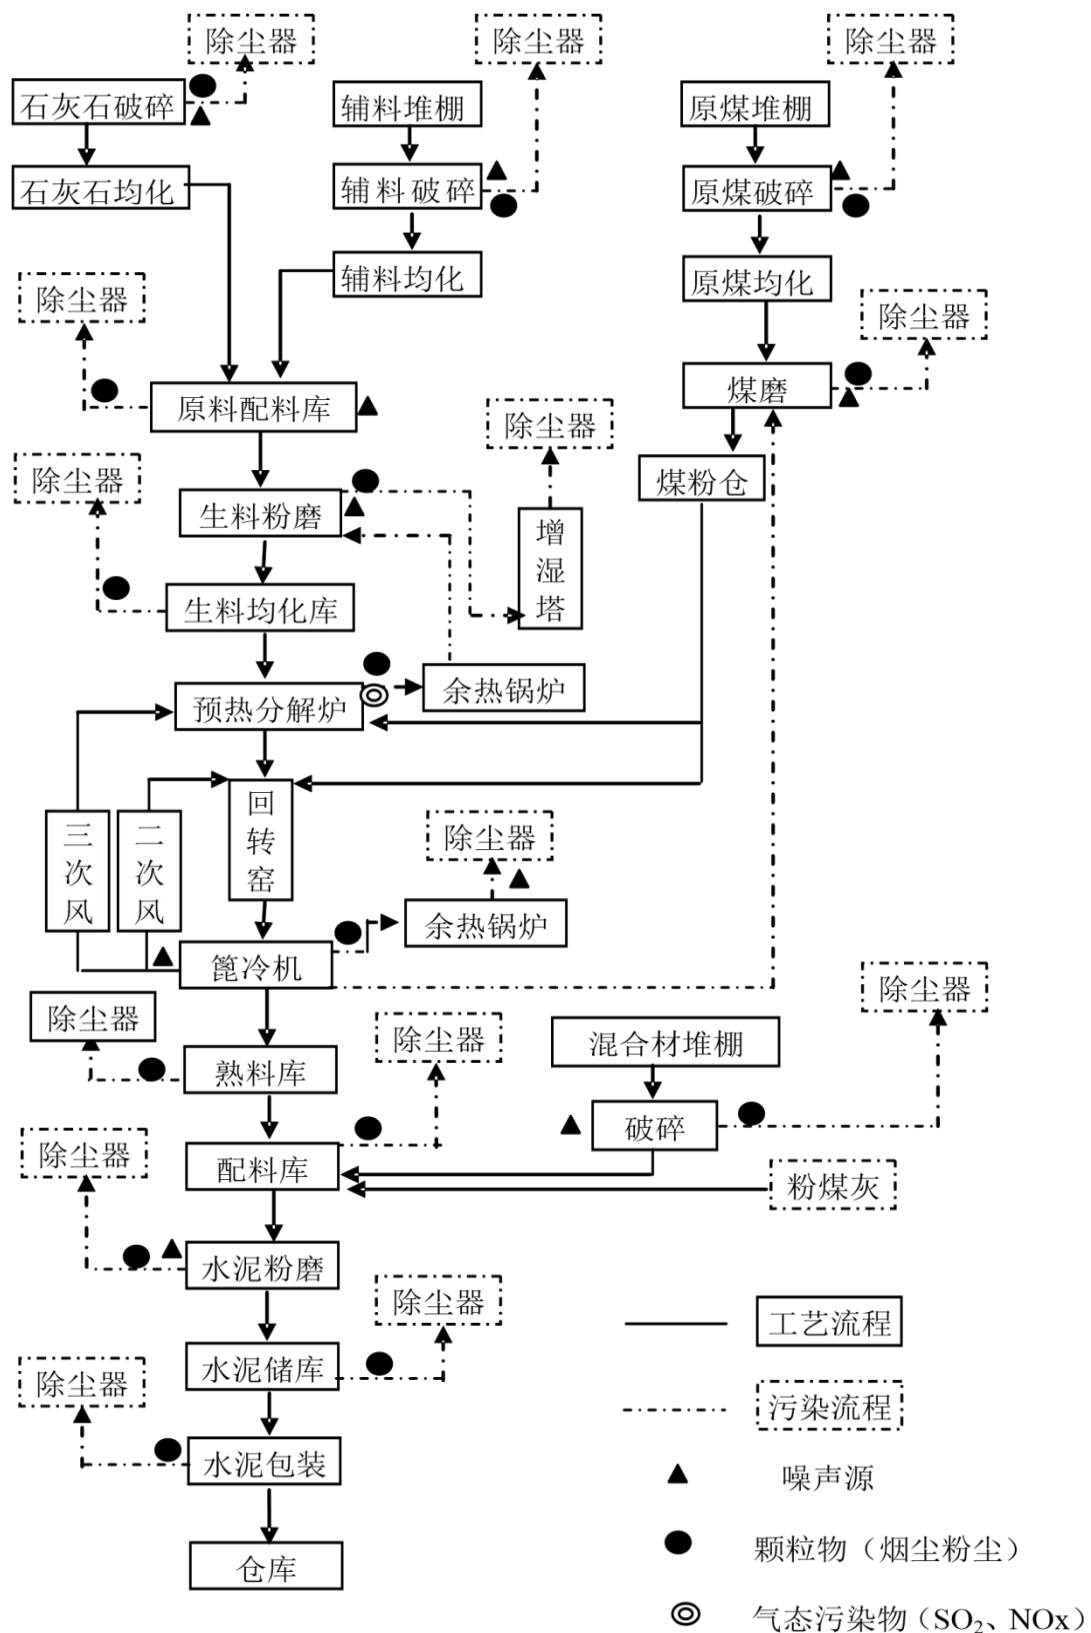 除尘器
除尘器
除尘器
石灰石破碎
辅料堆棚
原煤堆棚
石灰石均化
辅料破碎
原煤破碎
辅料均化
原煤均化
除尘器
除尘器
原料配料库
煤磨
除尘器
除尘器
煤粉仓
生料粉磨
增湿塔
生料均化库
预热分解炉
余热锅炉
三次风
二次风
回转窑
除尘器
余热锅炉
篦冷机
除尘器
除尘器
除尘器
混合材堆棚
熟料库
破碎
除尘器
配料库
粉煤灰
水泥粉磨
除尘器
工艺流程
水泥储库
除尘器
污染流程
水泥包装
噪声源
颗粒物（烟尘粉尘）
仓库
气态污染物（SO₂、NOx）